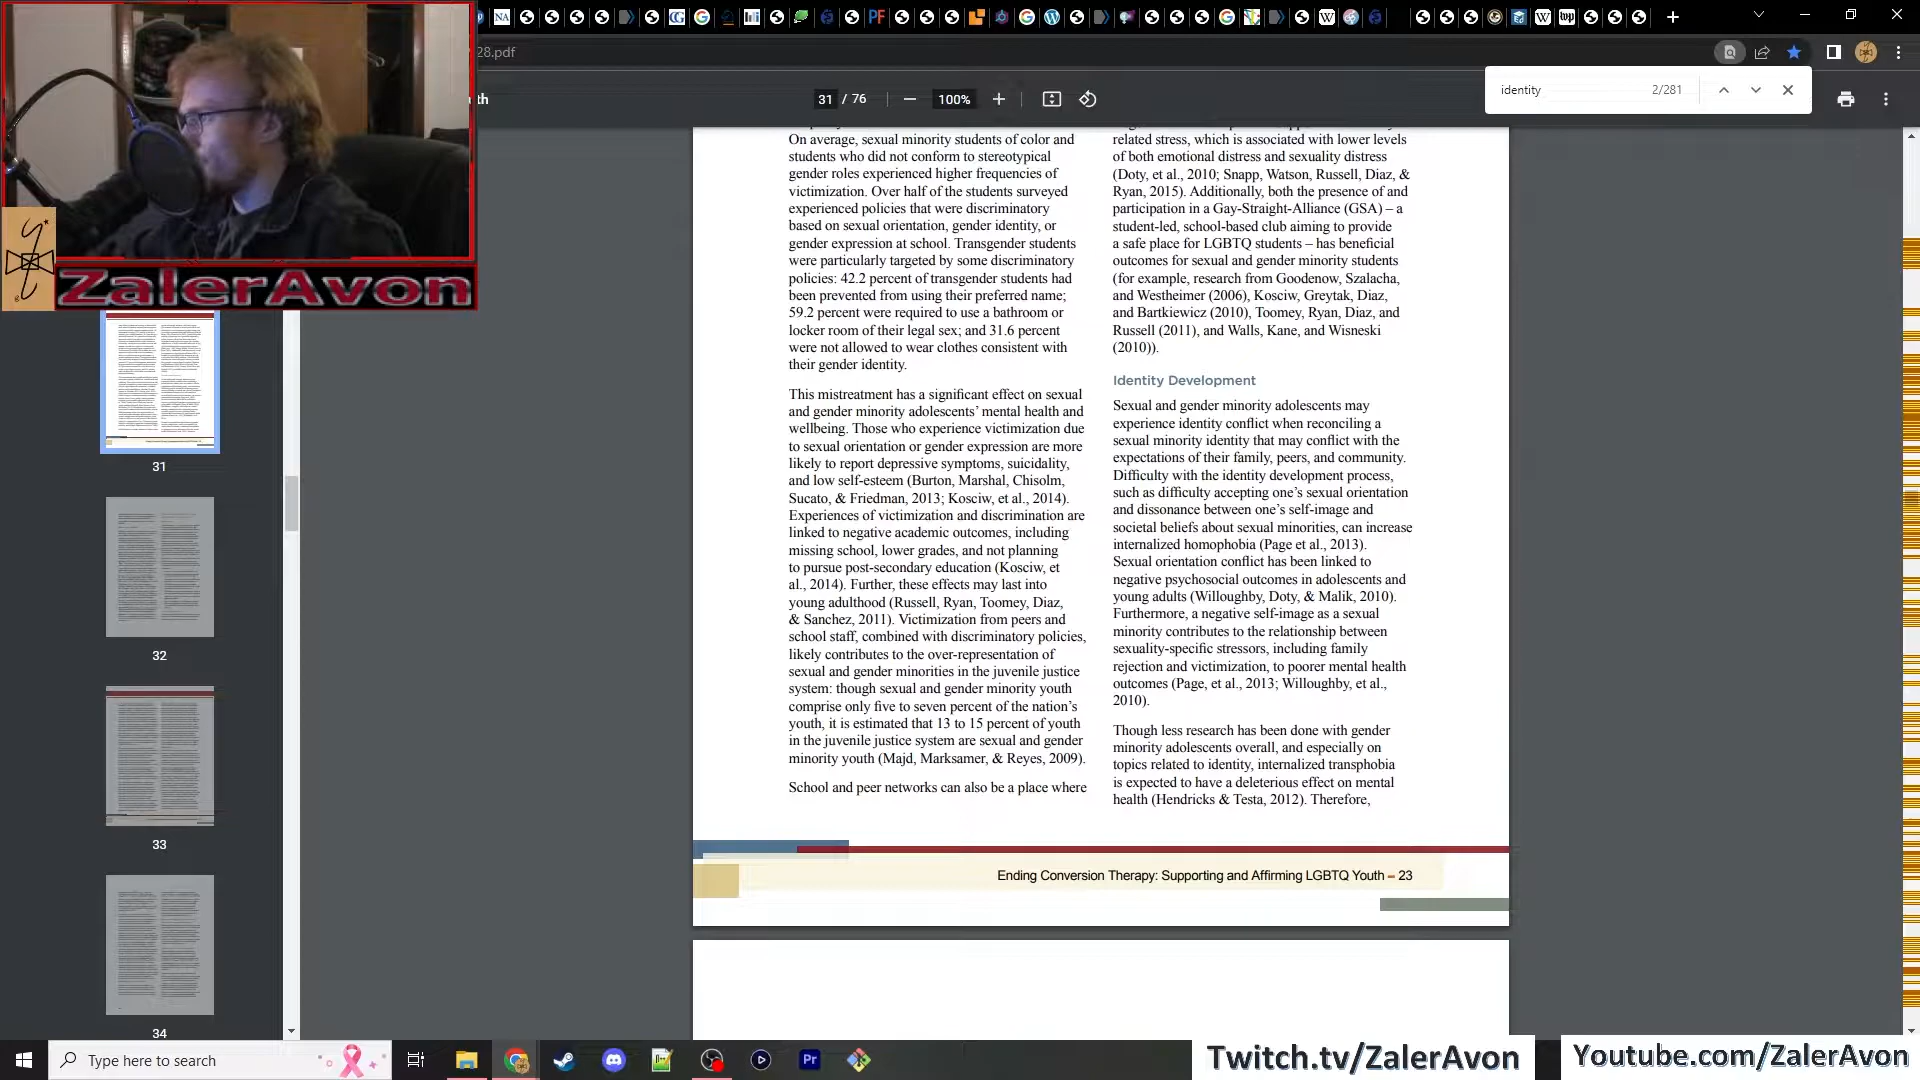 28.pdf
th
31 / 76
100%
identity
2/281
ZalerAvon
31
32
33
34
On average, sexual minority students of color and
students who did not conform to stereotypical
gender roles experienced higher frequencies of
victimization. Over half of the students surveyed
experienced policies that were discriminatory
based on sexual orientation, gender identity, or
gender expression at school. Transgender students
were particularly targeted by some discriminatory
policies: 42.2 percent of transgender students had
been prevented from using their preferred name;
59.2 percent were required to use a bathroom or
locker room of their legal sex; and 31.6 percent
were not allowed to wear clothes consistent with
their gender identity.
This mistreatment has a significant effect on sexual
and gender minority adolescents’ mental health and
wellbeing. Those who experience victimization due
to sexual orientation or gender expression are more
likely to report depressive symptoms, suicidality,
and low self-esteem (Burton, Marshal, Chisolm,
Sucato, & Friedman, 2013; Kosciw, et al., 2014).
Experiences of victimization and discrimination are
linked to negative academic outcomes, including
missing school, lower grades, and not planning
to pursue post-secondary education (Kosciw, et
al., 2014). Further, these effects may last into
young adulthood (Russell, Ryan, Toomey, Diaz,
& Sanchez, 2011). Victimization from peers and
school staff, combined with discriminatory policies,
likely contributes to the over-representation of
sexual and gender minorities in the juvenile justice
system: though sexual and gender minority youth
comprise only five to seven percent of the nation’s
youth, it is estimated that 13 to 15 percent of youth
in the juvenile justice system are sexual and gender
minority youth (Majd, Marksamer, & Reyes, 2009).
School and peer networks can also be a place where
related stress, which is associated with lower levels
of both emotional distress and sexuality distress
(Doty, et al., 2010; Snapp, Watson, Russell, Diaz, &
Ryan, 2015). Additionally, both the presence of and
participation in a Gay-Straight-Alliance (GSA) – a
student-led, school-based club aiming to provide
a safe place for LGBTQ students – has beneficial
outcomes for sexual and gender minority students
(for example, research from Goodenow, Szalacha,
and Westheimer (2006), Kosciw, Greytak, Diaz,
and Bartkiewicz (2010), Toomey, Ryan, Diaz, and
Russell (2011), and Walls, Kane, and Wisneski
(2010)).
Identity Development
Sexual and gender minority adolescents may
experience identity conflict when reconciling a
sexual minority identity that may conflict with the
expectations of their family, peers, and community.
Difficulty with the identity development process,
such as difficulty accepting one’s sexual orientation
and dissonance between one’s self-image and
societal beliefs about sexual minorities, can increase
internalized homophobia (Page et al., 2013).
Sexual orientation conflict has been linked to
negative psychosocial outcomes in adolescents and
young adults (Willoughby, Doty, & Malik, 2010).
Furthermore, a negative self-image as a sexual
minority contributes to the relationship between
sexuality-specific stressors, including family
rejection and victimization, to poorer mental health
outcomes (Page, et al., 2013; Willoughby, et al.,
2010).
Though less research has been done with gender
minority adolescents overall, and especially on
topics related to identity, internalized transphobia
is expected to have a deleterious effect on mental
health (Hendricks & Testa, 2012). Therefore,
Ending Conversion Therapy: Supporting and Affirming LGBTQ Youth – 23
Type here to search
Pr
Twitch.tv/ZalerAvon
Youtube.com/ZalerAvon